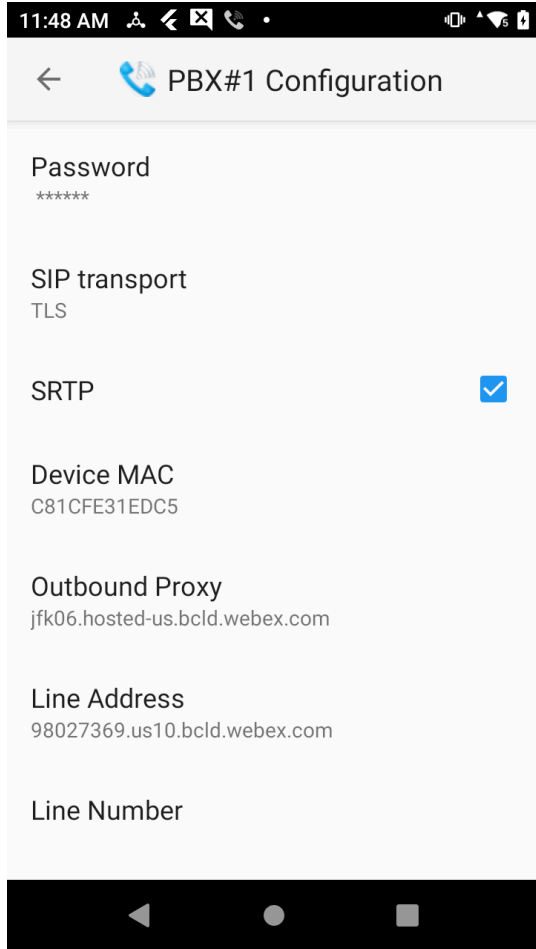 11:48 AM
5
PBX#1 Configuration
Password
******
SIP transport
TLS
SRTP
Device MAC
C81CFE31EDC5
Outbound Proxy
jfk06.hosted-us.bcld.webex.com
Line Address
98027369.us10.bcld.webex.com
Line Number